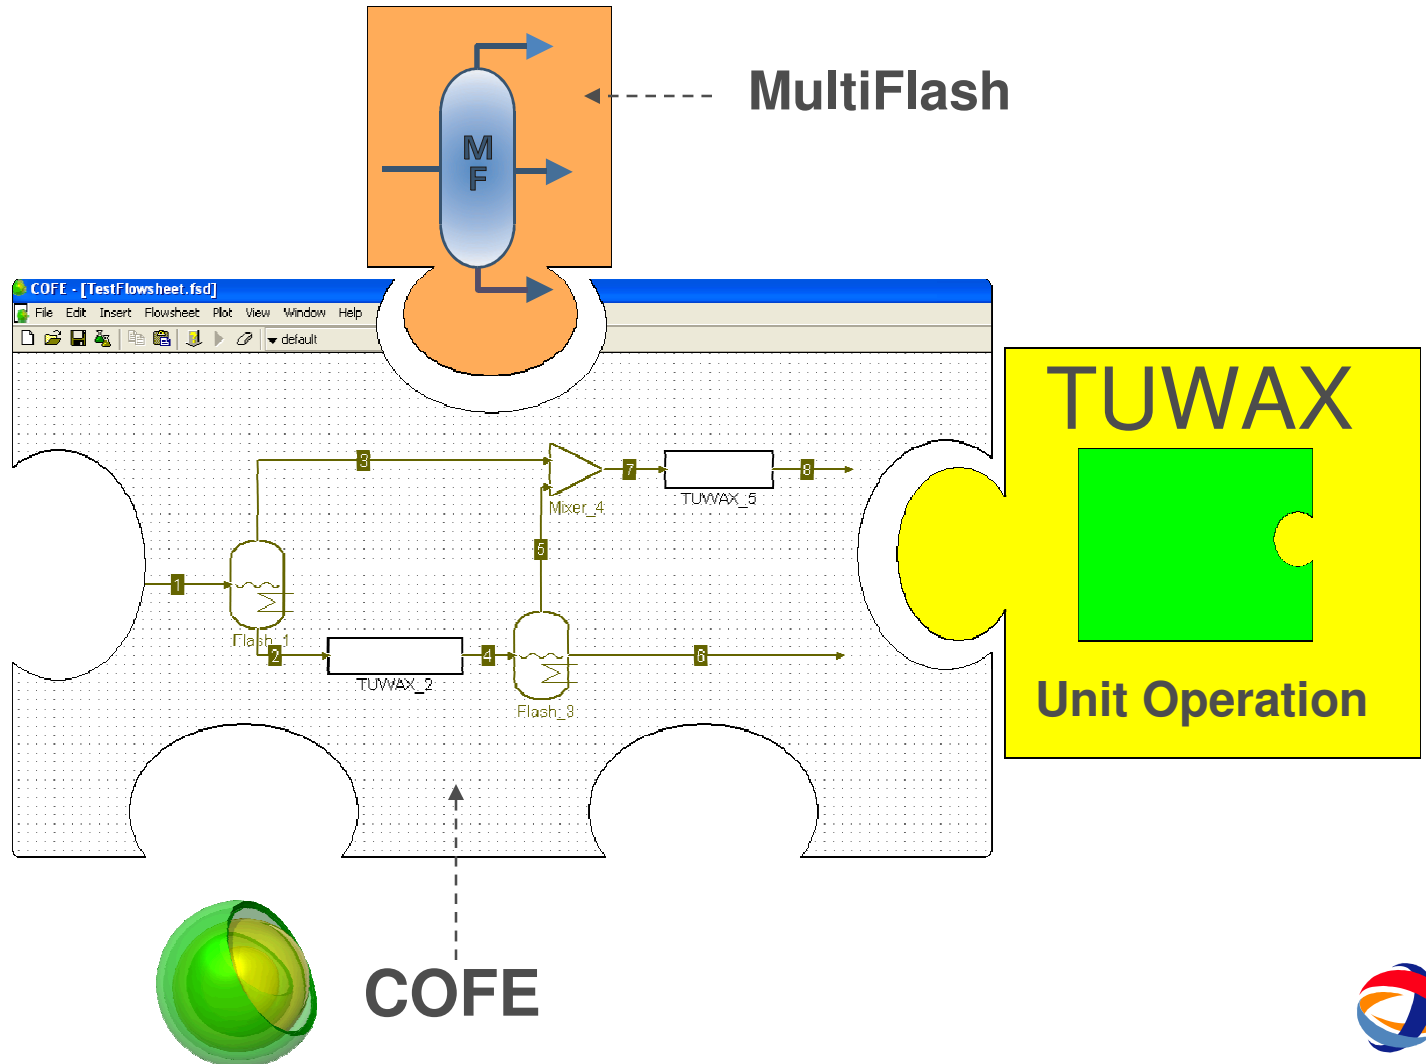 MultiFlash
M
F
COFE - [TestFlowsheet.fsd]
File Edit Insert Flowsheet Plot View Window Help
default
TUWAX
3
7
8
TUWAX_5
Mixer_4
5
1
Flash_1
2
4
6
TUWAX_2
Flash_3
Unit Operation
COFE